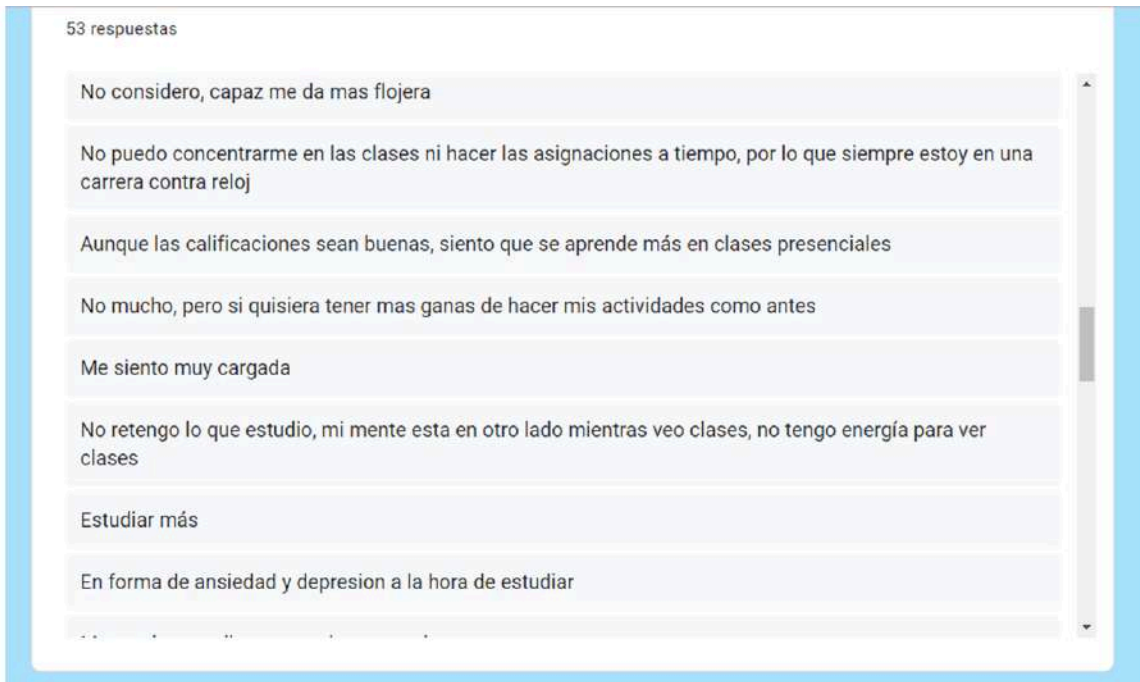 53 respuestas
No considero, capaz me da mas flojera
No puedo concentrarme en las clases ni hacer las asignaciones a tiempo, por lo que siempre estoy en una
carrera contra reloj
Aunque las calificaciones sean buenas, siento que se aprende más en clases presenciales
No mucho, pero si quisiera tener mas ganas de hacer mis actividades como antes
Me siento muy cargada
No retengo lo que estudio, mi mente esta en otro lado mientras veo clases, no tengo energía para ver
clases
Estudiar más
En forma de ansiedad y depresion a la hora de estudiar